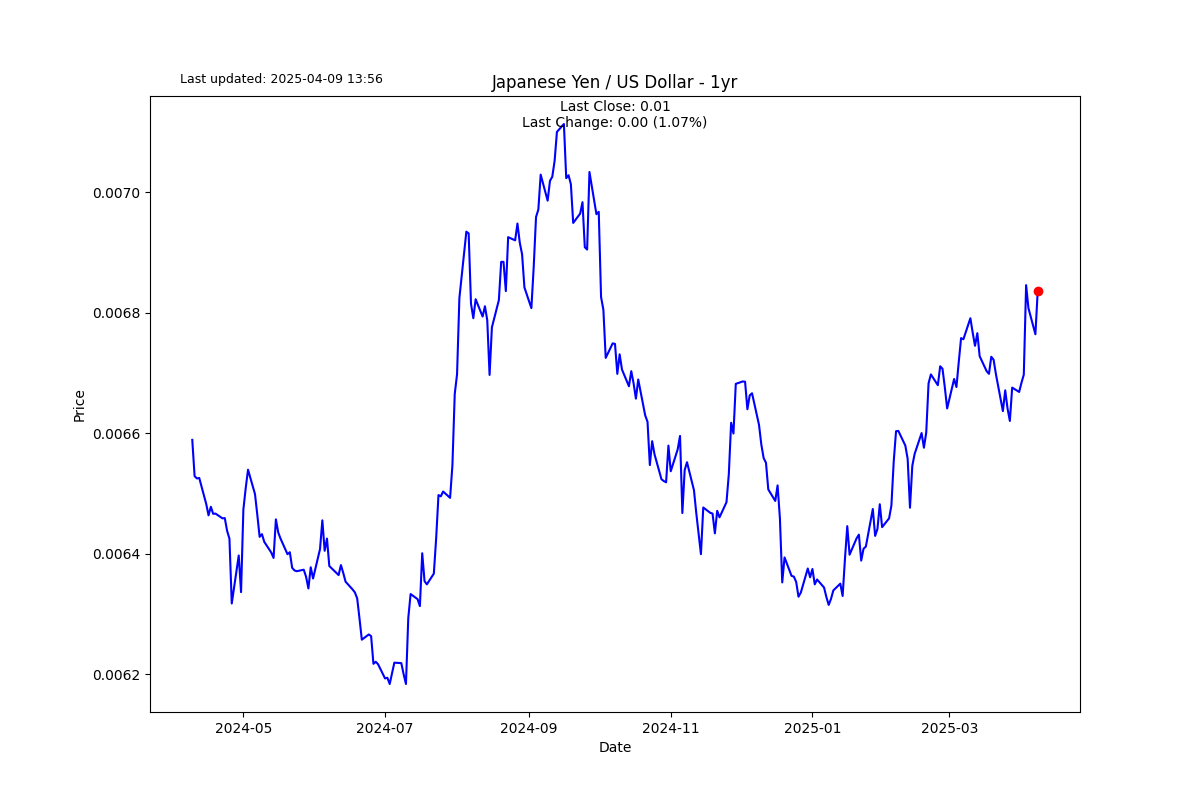 Last updated: 2025-04-09 13:56
Japanese Yen / US Dollar - 1yr
Last Close: 0.01
Last Change: 0.00 (1.07%)
0.0070
0.0068
0.0066
0.0064
0.0062
Price
2024-05
2024-07
2024-09
2024-11
2025-01
2025-03
Date